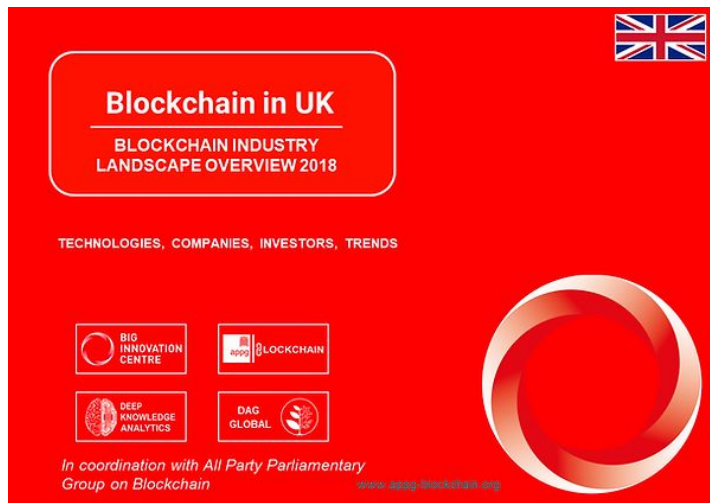 Blockchain in UK
BLOCKCHAIN INDUSTRY
LANDSCAPE OVERVIEW 2018
TECHNOLOGIES, COMPANIES, INVESTORS, TRENDS
BIG
INNOVATION
CENTRE
appg BLOCKCHAIN
DEEP
KNOWLEDGE
ANALYTICS
DAG
GLOBAL
In coordination with All Party Parliamentary
Group on Blockchain
www.appg-blockchain.org